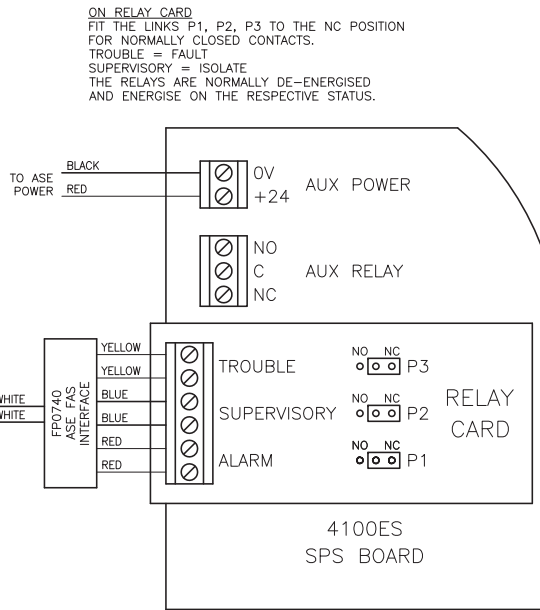 ON RELAY CARD
FIT THE LINKS P1, P2, P3 TO THE NC POSITION
FOR NORMALLY CLOSED CONTACTS.
TROUBLE = FAULT
SUPERVISORY = ISOLATE
THE RELAYS ARE NORMALLY DE-ENERGISED
AND ENERGISE ON THE RESPECTIVE STATUS.
TO ASE
POWER
BLACK
RED
0V
+24
AUX POWER
NO
C
NC
AUX RELAY
WHITE
WHITE
FP0740
ASE FAS
INTERFACE
YELLOW
YELLOW
BLUE
BLUE
RED
RED
TROUBLE
SUPERVISORY
ALARM
NO NC
P3
NO NC
P2
NO NC
P1
RELAY
CARD
4100ES
SPS BOARD